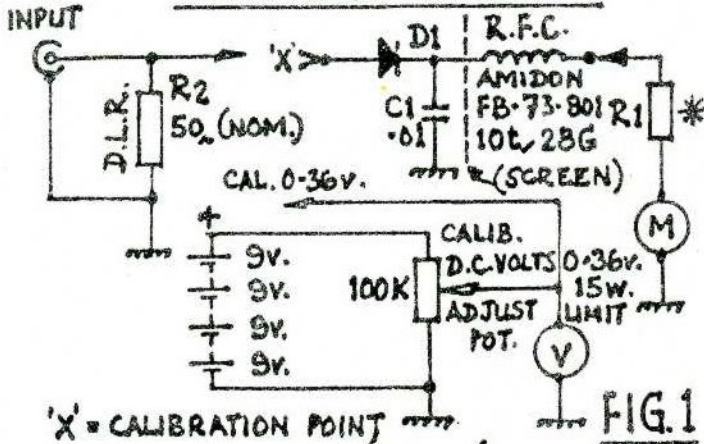 INPUT
D.L.R.
R2
50Ω (NOM.)
'X'
D1
C1
.01
R.F.C.
AMIDON
FB-73-801
10t, 28G
(SCREEN)
R1 *
M
CAL. 0-36v.
+
9v.
9v.
9v.
9v.
100K
CALIB.
D.C. VOLTS 0-36v.
ADJUST
POT.
15w.
LIMIT
V
'X' = CALIBRATION POINT
FIG.1